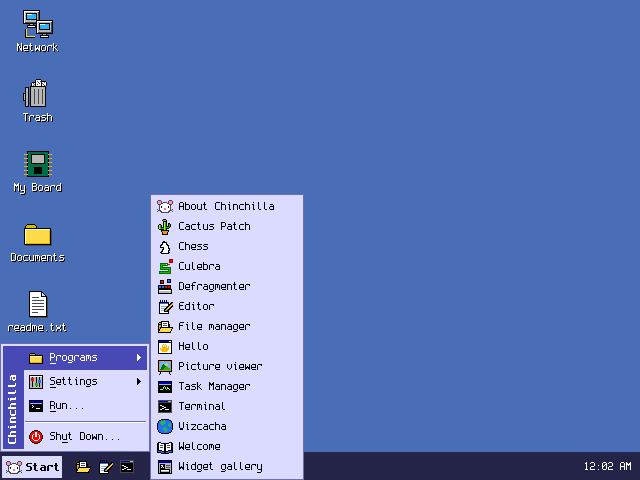 Network
Trash
My Board
Documents
readme.txt
Chinchilla
Programs
Settings
Run...
Shut Down...
About Chinchilla
Cactus Patch
Chess
Culebra
Defragmenter
Editor
File manager
Hello
Picture viewer
Task Manager
Terminal
Vizcacha
Welcome
Widget gallery
Start
12:02 AM